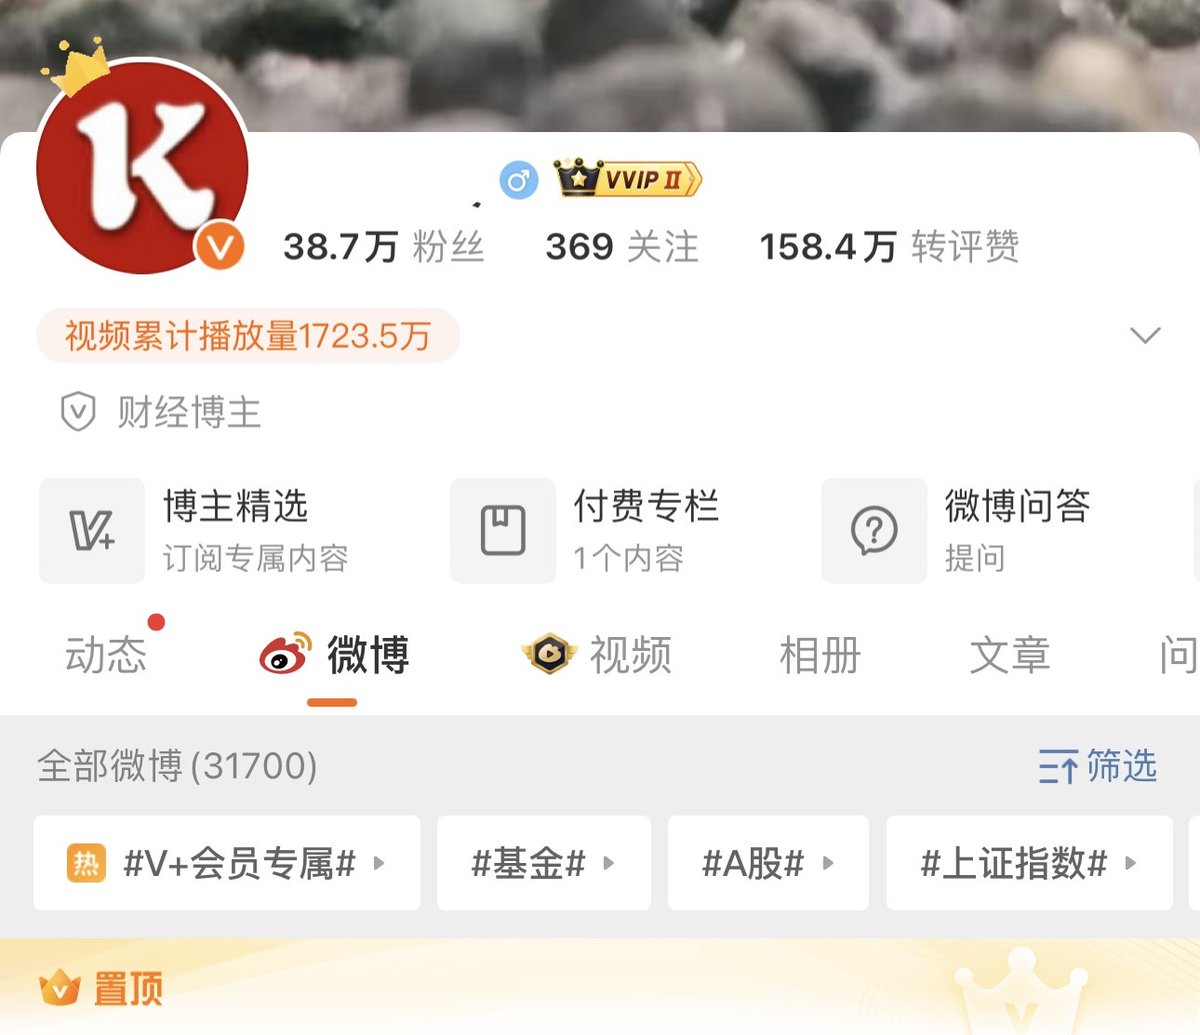 K
VVIP II
38.7万 粉丝 369 关注 158.4万 转评赞
视频累计播放量1723.5万
财经博主
博主精选 付费专栏 微博问答
订阅专属内容 1个内容 提问
动态 微博 视频 相册 文章 问
全部微博(31700) 筛选
热 #V+会员专属# #基金# #A股# #上证指数#
置顶